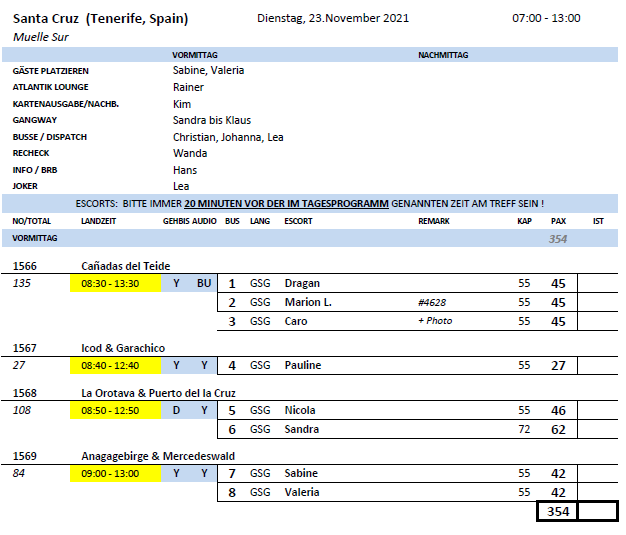 Santa Cruz (Tenerife, Spain) Dienstag, 23.November 2021 07:00 - 13:00
Muelle Sur
VORMITTAG NACHMITTAG
GÄSTE PLATZIEREN Sabine, Valeria
ATLANTIK LOUNGE Rainer
KARTENAUSGABE/NACHB. Kim
GANGWAY Sandra bis Klaus
BUSSE / DISPATCH Christian, Johanna, Lea
RECHECK Wanda
INFO / BRB Hans
JOKER Lea
ESCORTS: BITTE IMMER 20 MINUTEN VOR DER IM TAGESPROGRAMM GENANNTEN ZEIT AM TREFF SEIN !
NO/TOTAL LANDZEIT GEHBIS AUDIO BUS LANG ESCORT REMARK KAP PAX IST
VORMITTAG 354
1566 Cañadas del Teide
135 08:30 - 13:30 Y BU 1 GSG Dragan 55 45
2 GSG Marion L. #4628 55 45
3 GSG Caro + Photo 55 45
1567 Icod & Garachico
27 08:40 - 12:40 Y Y 4 GSG Pauline 55 27
1568 La Orotava & Puerto del la Cruz
108 08:50 - 12:50 D Y 5 GSG Nicola 55 46
6 GSG Sandra 72 62
1569 Anagagebirge & Mercedeswald
84 09:00 - 13:00 Y Y 7 GSG Sabine 55 42
8 GSG Valeria 55 42
354